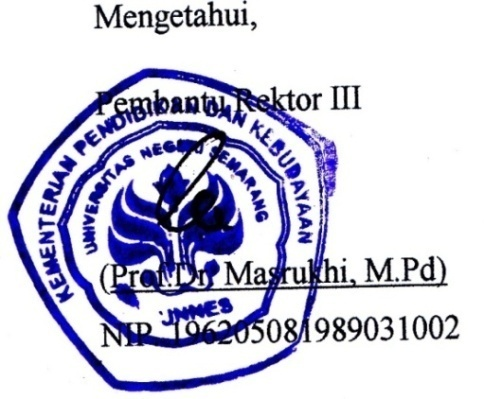 Mengetahui,
Pembantu Rektor III
KEMENTERIAN PENDIDIKAN DAN KEBUDAYAAN
UNIVERSITAS NEGERI SEMARANG
UNNES
(Prof.Dr. Masrukhi, M.Pd)
NIP. 196205081989031002